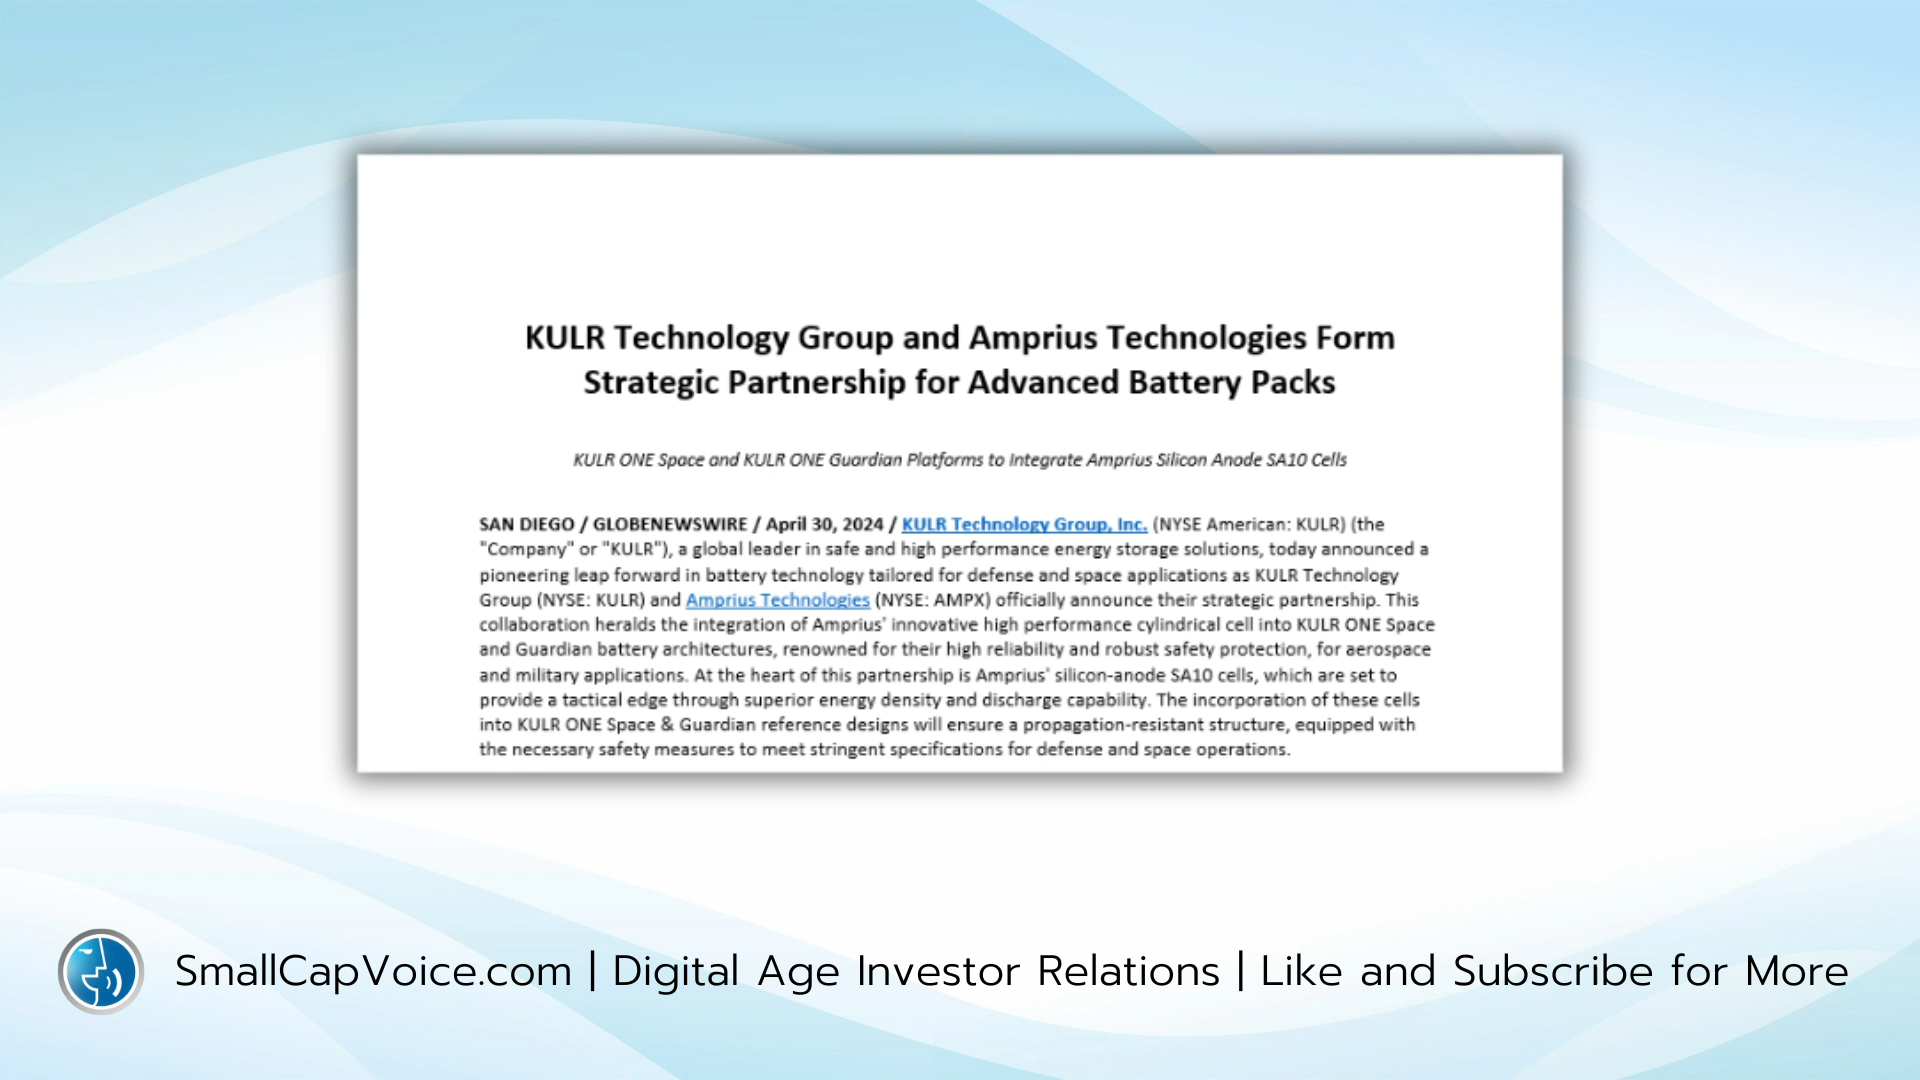 KULR Technology Group and Amprius Technologies Form
Strategic Partnership for Advanced Battery Packs
KULR ONE Space and KULR ONE Guardian Platforms to Integrate Amprius Silicon Anode SA10 Cells
SAN DIEGO / GLOBENEWSWIRE / April 30, 2024 / KULR Technology Group, Inc. (NYSE American: KULR) (the
"Company" or "KULR"), a global leader in safe and high performance energy storage solutions, today announced a
pioneering leap forward in battery technology tailored for defense and space applications as KULR Technology
Group (NYSE: KULR) and Amprius Technologies (NYSE: AMPX) officially announce their strategic partnership. This
collaboration heralds the integration of Amprius' innovative high performance cylindrical cell into KULR ONE Space
and Guardian battery architectures, renowned for their high reliability and robust safety protection, for aerospace
and military applications. At the heart of this partnership is Amprius' silicon-anode SA10 cells, which are set to
provide a tactical edge through superior energy density and discharge capability. The incorporation of these cells
into KULR ONE Space & Guardian reference designs will ensure a propagation-resistant structure, equipped with
the necessary safety measures to meet stringent specifications for defense and space operations.
SmallCapVoice.com | Digital Age Investor Relations | Like and Subscribe for More